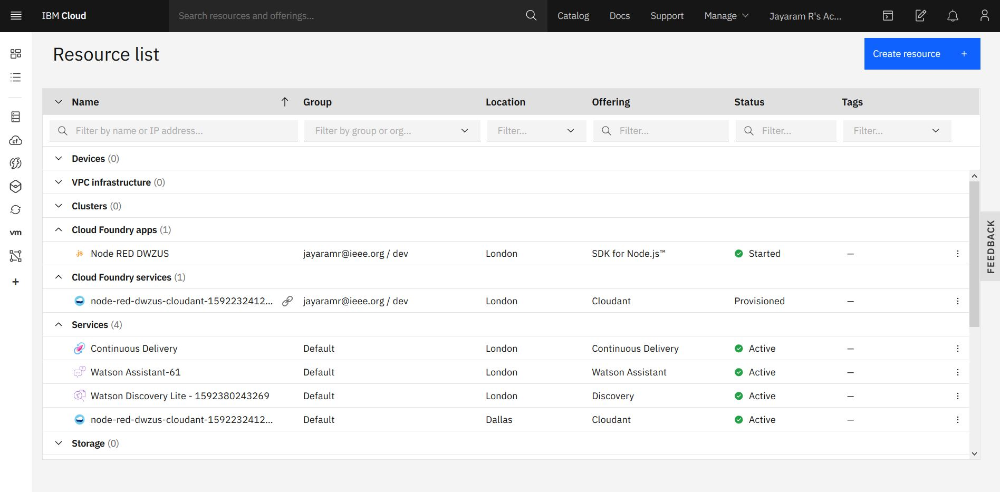 IBM Cloud Search resources and offerings... Catalog Docs Support Manage Jayaram R's Ac...
Resource list
Create resource +
Name Group Location Offering Status Tags
Filter by name or IP address... Filter by group or org... Filter... Filter... Filter... Filter...
Devices (0)
VPC infrastructure (0)
Clusters (0)
Cloud Foundry apps (1)
.js Node RED DWZUS jayaramr@ieee.org / dev London SDK for Node.js™ Started —
Cloud Foundry services (1)
node-red-dwzus-cloudant-1592232412... jayaramr@ieee.org / dev London Cloudant Provisioned —
Services (4)
Continuous Delivery Default London Continuous Delivery Active —
Watson Assistant-61 Default London Watson Assistant Active —
Watson Discovery Lite - 1592380243269 Default London Discovery Active —
node-red-dwzus-cloudant-1592232412... Default Dallas Cloudant Active —
Storage (0)
cf
vm
FEEDBACK